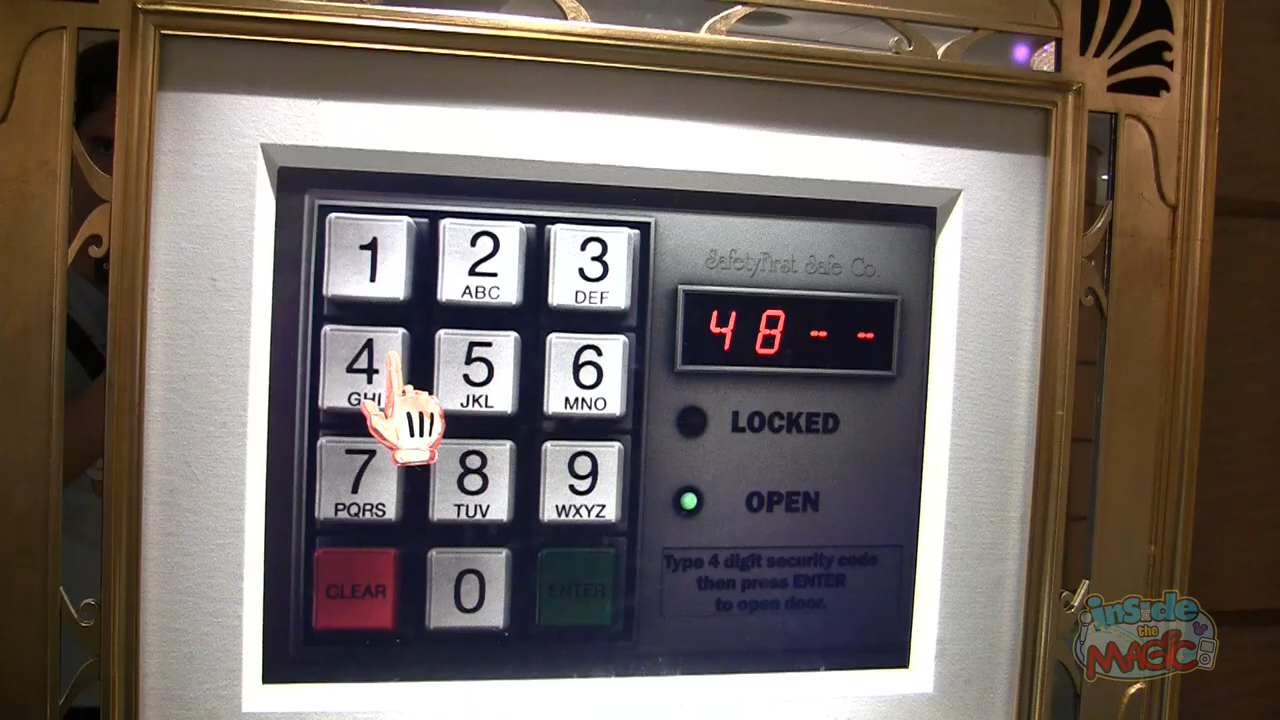 1
2
ABC
3
DEF
4
GHI
5
JKL
6
MNO
7
PQRS
8
TUV
9
WXYZ
CLEAR
0
ENTER
SafetyFirst Safe Co.
48--
LOCKED
OPEN
Type 4 digit security code
then press ENTER
to open door.
inside
the
MAGIC